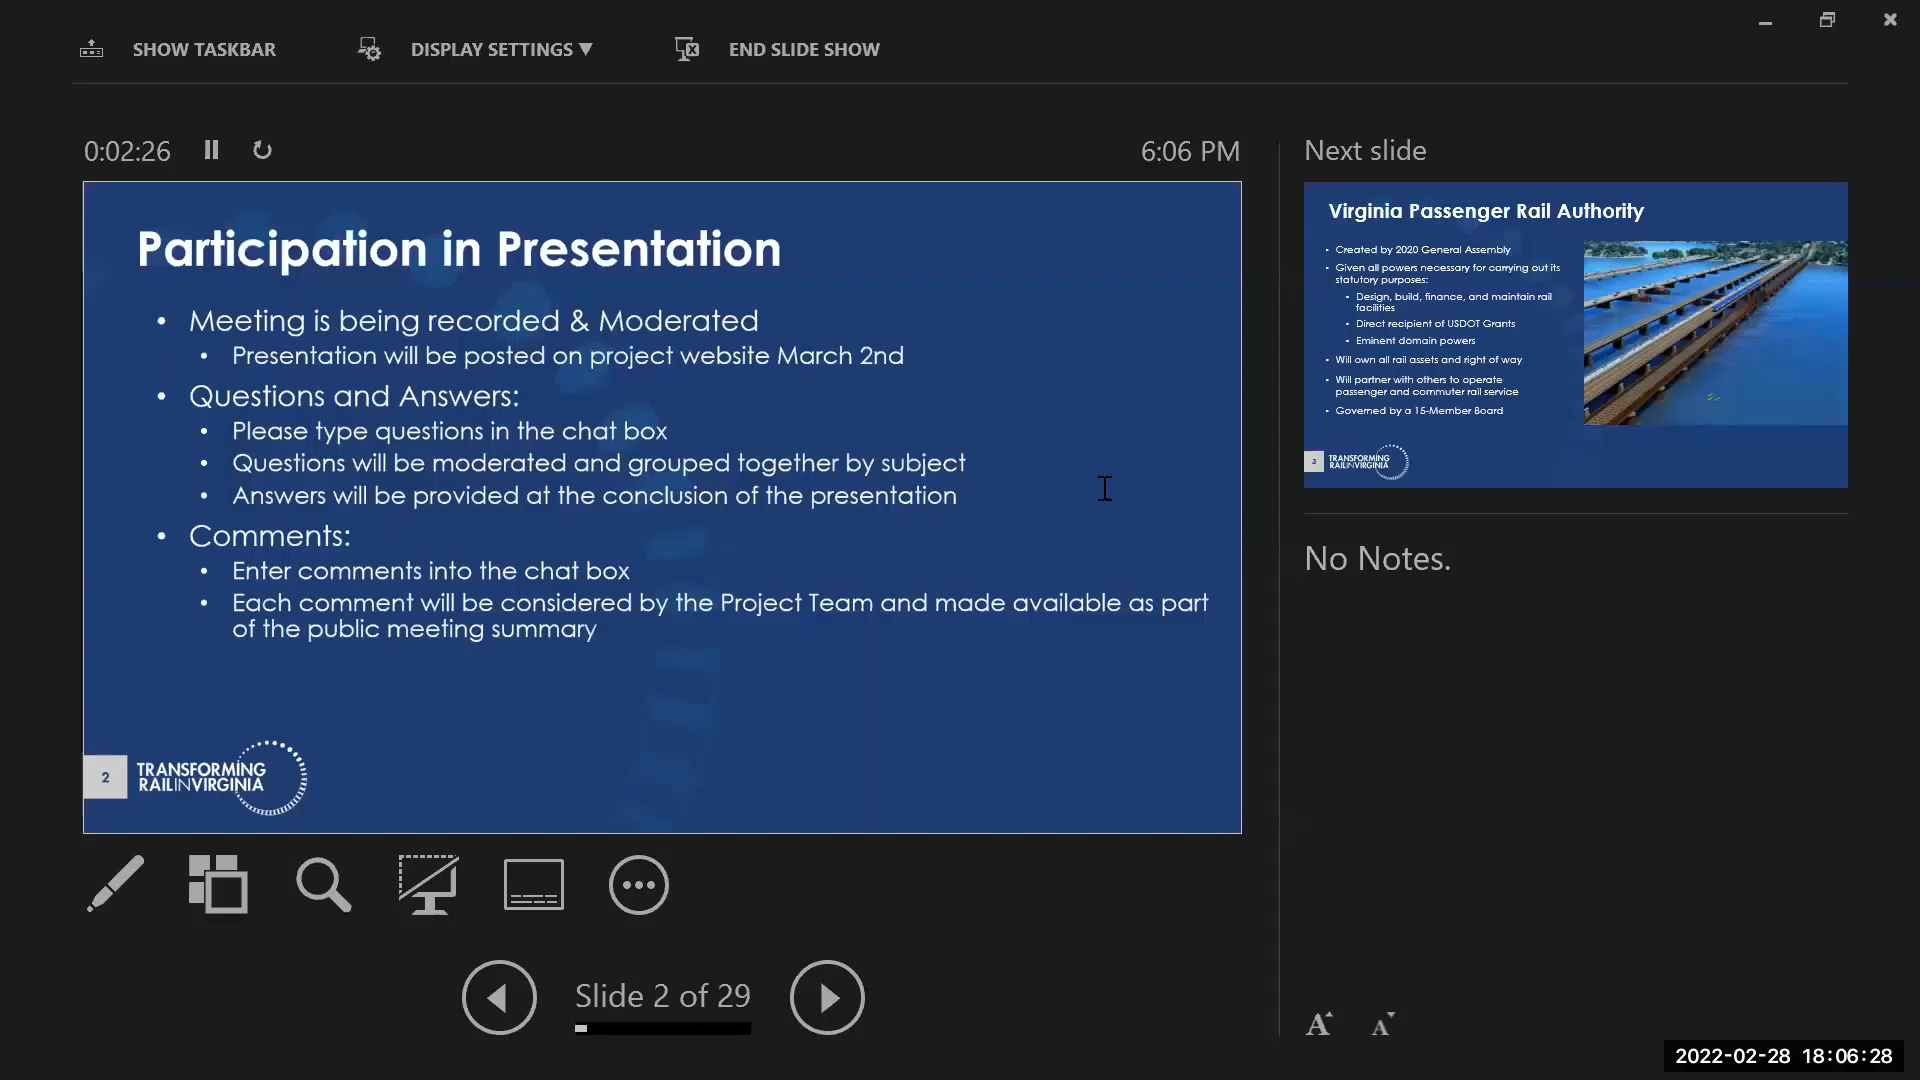 SHOW TASKBAR
DISPLAY SETTINGS ▼
END SLIDE SHOW
0:02:26
6:06 PM
Participation in Presentation
• Meeting is being recorded & Moderated
• Presentation will be posted on project website March 2nd
• Questions and Answers:
• Please type questions in the chat box
• Questions will be moderated and grouped together by subject
• Answers will be provided at the conclusion of the presentation
• Comments:
• Enter comments into the chat box
• Each comment will be considered by the Project Team and made available as part
of the public meeting summary
2
TRANSFORMING
RAILINVIRGINIA
Slide 2 of 29
Next slide
Virginia Passenger Rail Authority
• Created by 2020 General Assembly
• Given all powers necessary for carrying out its
statutory purposes:
• Design, build, finance, and maintain rail
facilities
• Direct recipient of USDOT Grants
• Eminent domain powers
• Will own all rail assets and right of way
• Will partner with others to operate
passenger and commuter rail service
• Governed by a 15-Member Board
3
TRANSFORMING
RAILINVIRGINIA
No Notes.
A A
2022-02-28 18:06:28